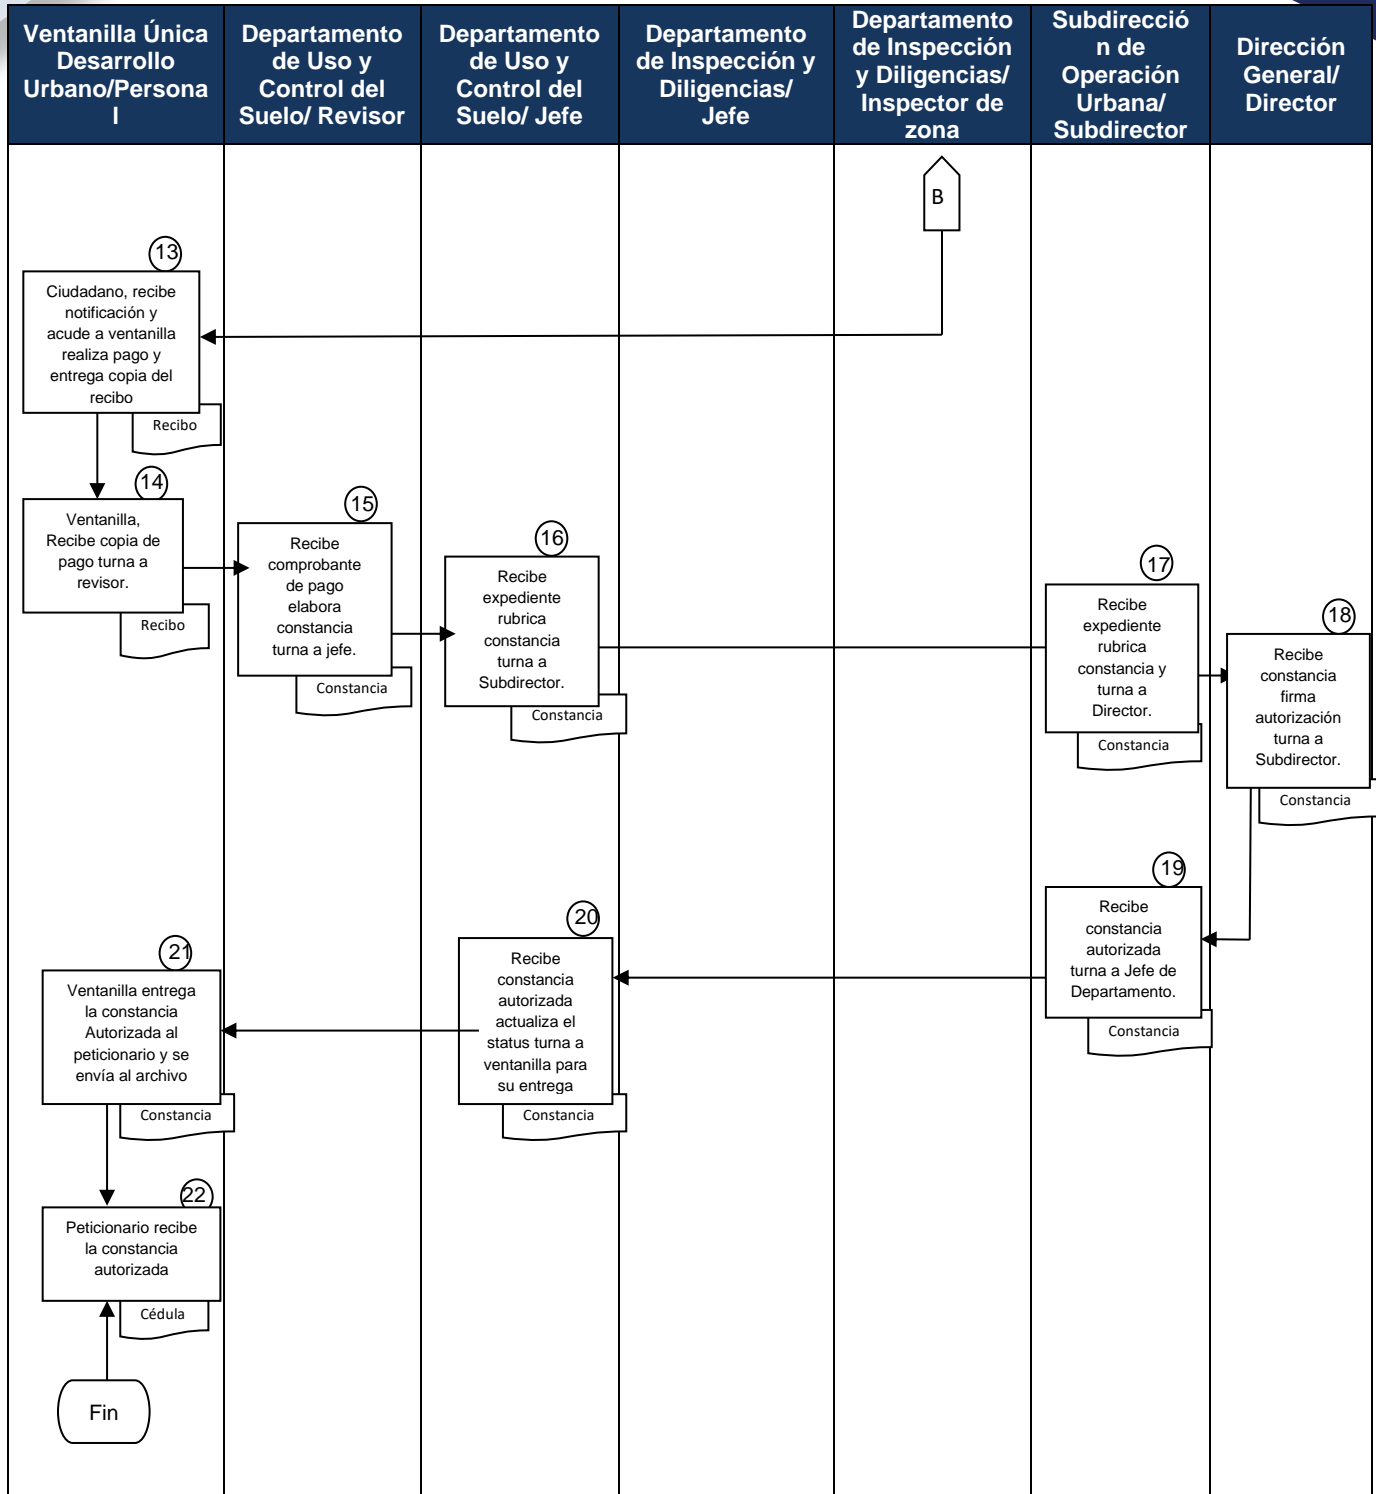 Ventanilla Única
Desarrollo
Urbano/Persona
l
Departamento
de Uso y
Control del
Suelo/ Revisor
Departamento
de Uso y
Control del
Suelo/ Jefe
Departamento
de Inspección y
Diligencias/
Jefe
Departamento
de Inspección
y Diligencias/
Inspector de
zona
Subdirecció
n de
Operación
Urbana/
Subdirector
Dirección
General/
Director
B
13
Ciudadano, recibe
notificación y
acude a ventanilla
realiza pago y
entrega copia del
recibo
Recibo
14
Ventanilla,
Recibe copia de
pago turna a
revisor.
Recibo
15
Recibe
comprobante
de pago
elabora
constancia
turna a jefe.
Constancia
16
Recibe
expediente
rubrica
constancia
turna a
Subdirector.
Constancia
17
Recibe
expediente
rubrica
constancia y
turna a
Director.
Constancia
18
Recibe
constancia
firma
autorización
turna a
Subdirector.
Constancia
19
Recibe
constancia
autorizada
turna a Jefe de
Departamento.
Constancia
20
Recibe
constancia
autorizada
actualiza el
status turna a
ventanilla para
su entrega
Constancia
21
Ventanilla entrega
la constancia
Autorizada al
peticionario y se
envía al archivo
Constancia
22
Peticionario recibe
la constancia
autorizada
Cédula
Fin